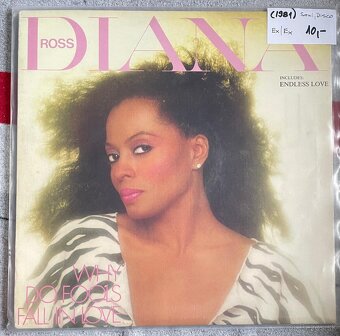 DIANA
ROSS
(1981) Soul, Disco
Ex/Ex 10,-
INCLUDES:
ENDLESS LOVE
WHY
DO FOOLS
FALL IN LOVE